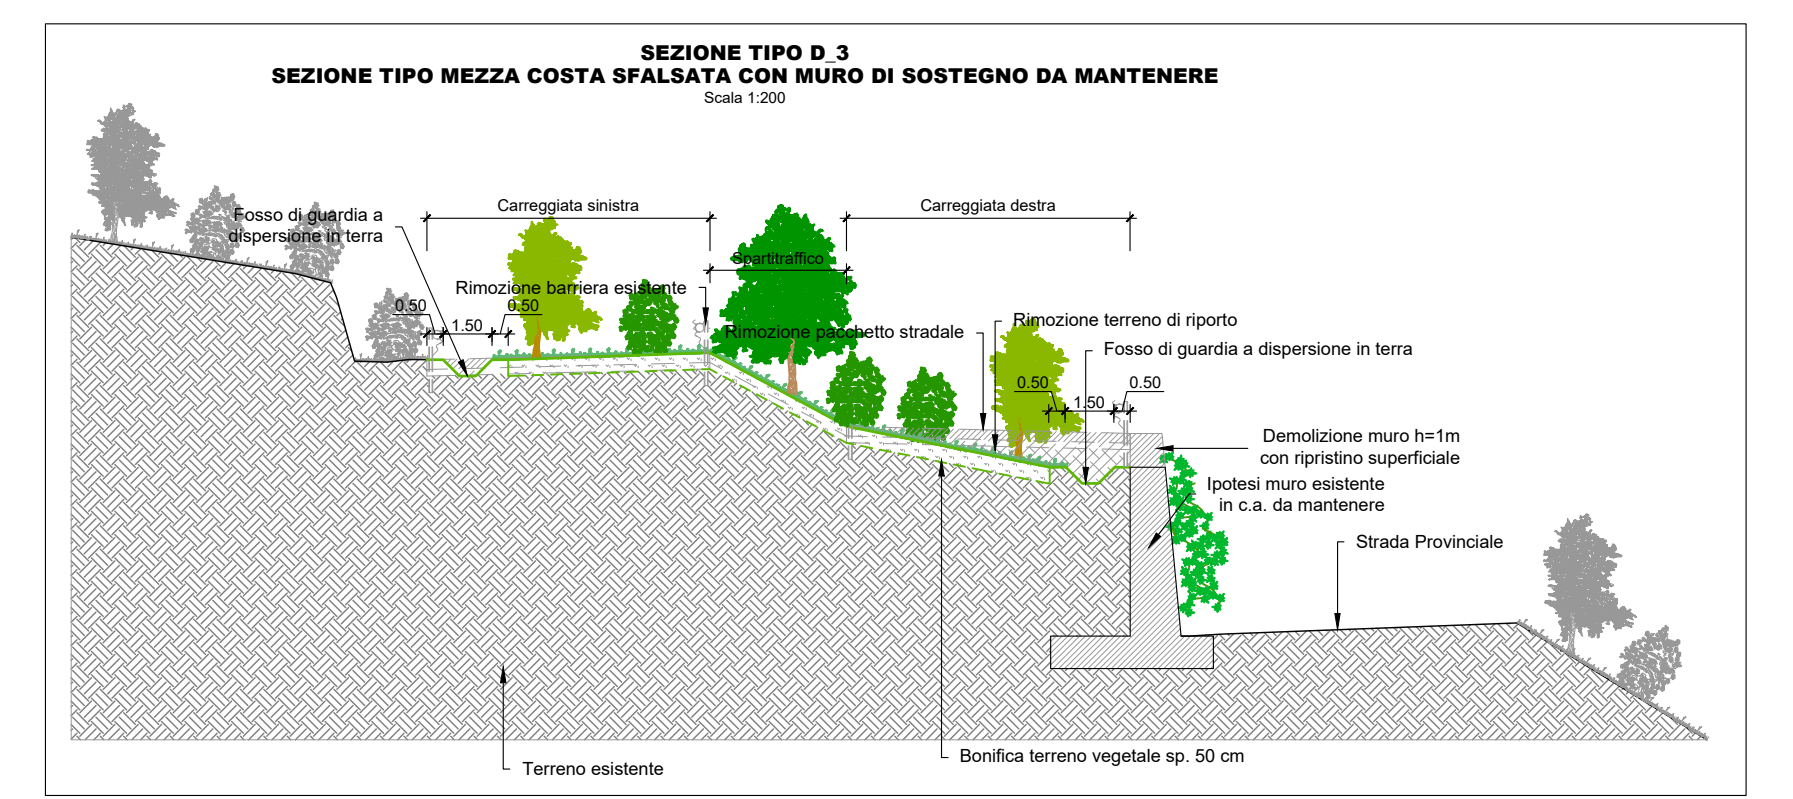 SEZIONE TIPO D_3
SEZIONE TIPO MEZZA COSTA SFALSATA CON MURO DI SOSTEGNO DA MANTENERE
Scala 1:200
Fosso di guardia a
dispersione in terra
Carreggiata sinistra
Carreggiata destra
Spartitraffico
Rimozione barriera esistente
0.50
1.50
0.50
Rimozione pacchetto stradale
Rimozione terreno di riporto
Fosso di guardia a dispersione in terra
0.50
1.50
0.50
Demolizione muro h=1m
con ripristino superficiale
Ipotesi muro esistente
in c.a. da mantenere
Strada Provinciale
Bonifica terreno vegetale sp. 50 cm
Terreno esistente